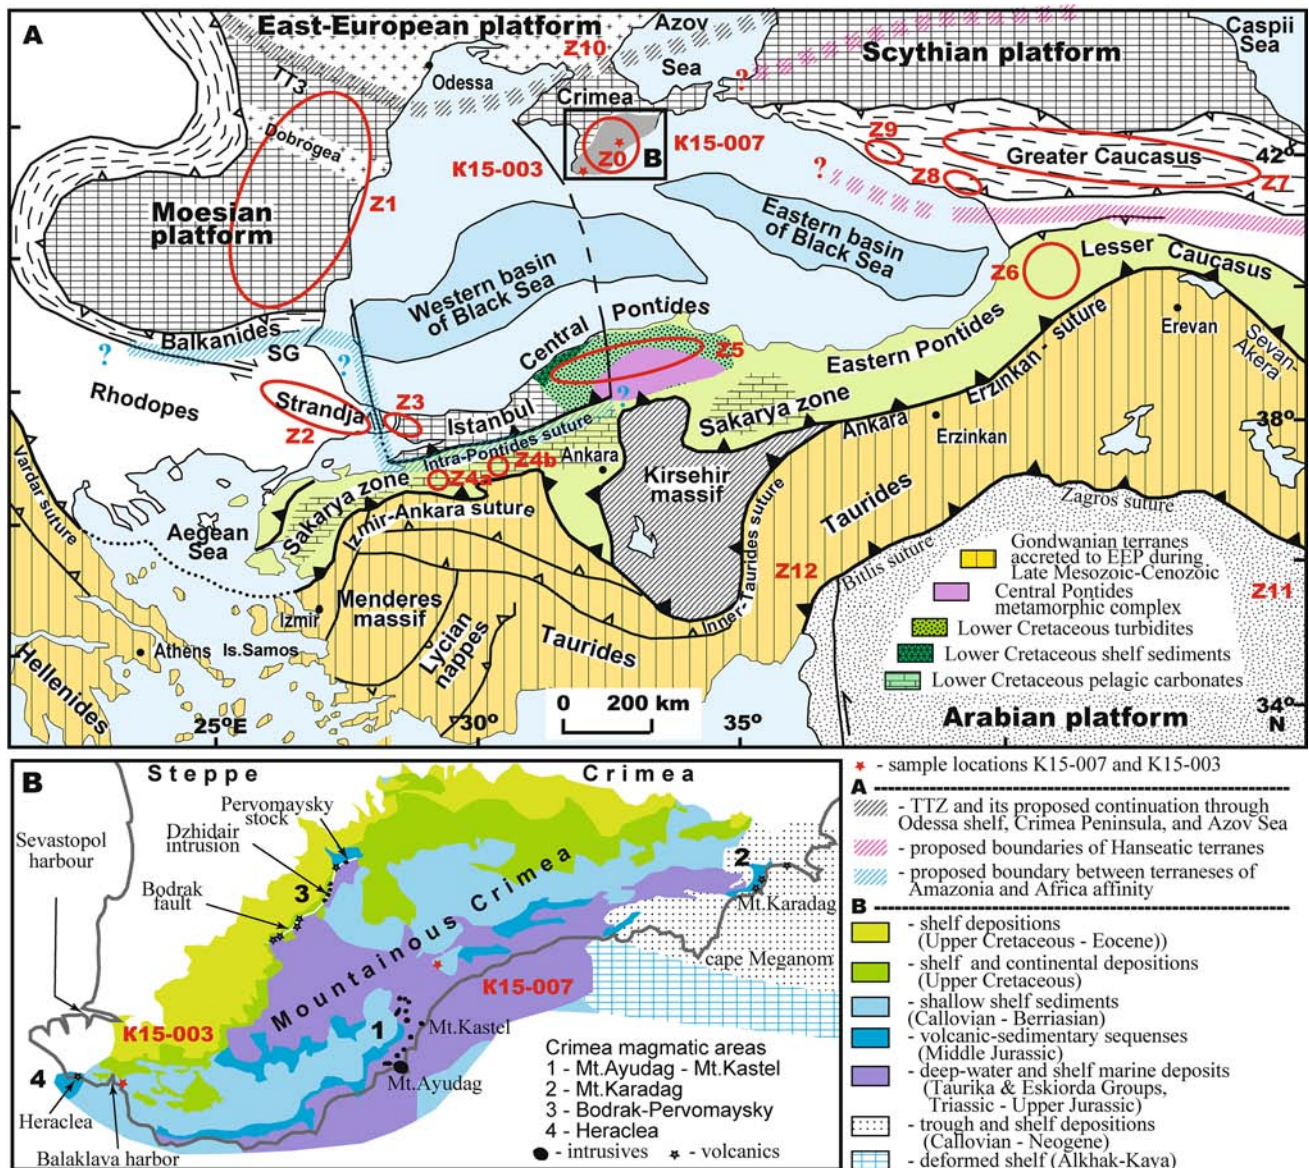 A
East-European platform
Azov
Sea
Caspii
Sea
Z10
Scythian platform
TT3
Odessa
?
Crimea
Dobrogea
K15-003
Z0
B
K15-007
Z9
Greater Caucasus
42°
Z8
Z7
?
Z1
Moesian
platform
Eastern basin
of Black Sea
Lesser Caucasus
Z6
Western basin
of Black Sea
Pontides
Central
Erevan
Sevan-
Akera
Balkanides
?
SG
?
Z5
Eastern Pontides
Erzinkan - suture
Rhodopes
Strandja
Z3
Istanbul
?
Sakarya zone
38°
Z2
Ankara
Erzinkan
Intra-Pontides suture
Z4b
Ankara
Vardar suture
Z4a
Kirsehir
massif
Sakarya zone
Izmir-Ankara suture
Taurides
Zagros suture
Aegean
Sea
Bitlis suture
Inner-Taurides suture
Z12
Gondwanian terranes
accreted to EEP during
Late Mesozoic-Cenozoic
Z11
Central Pontides
metamorphic complex
Menderes
massif
Izmir
Lower Cretaceous turbidites
Athens
Is.Samos
Lycian
nappes
Taurides
Lower Cretaceous shelf sediments
Hellenides
Lower Cretaceous pelagic carbonates
0 200 km
34°
N
25°E
30°
35°
Arabian platform
B
Steppe Crimea
Sevastopol
harbour
Pervomaysky
stock
Dzhidair
intrusion
Bodrak
fault
3
2
Mt.Karadag
Mountainous Crimea
cape Meganom
K15-007
K15-003
1
Mt.Kastel
4
Mt.Ayudag
Heraclea
Balaklava harbor
Crimea magmatic areas
1 - Mt.Ayudag - Mt.Kastel
2 - Mt.Karadag
3 - Bodrak-Pervomaysky
4 - Heraclea
- intrusives - volcanics
- sample locations K15-007 and K15-003
A
- TTZ and its proposed continuation through
Odessa shelf, Crimea Peninsula, and Azov Sea
- proposed boundaries of Hanseatic terranes
- proposed boundary between terraneses of
Amazonia and Africa affinity
B
- shelf depositions
(Upper Cretaceous - Eocene))
- shelf and continental depositions
(Upper Cretaceous)
- shallow shelf sediments
(Callovian - Berriasian)
- volcanic-sedimentary sequenses
(Middle Jurassic)
- deep-water and shelf marine deposits
(Taurika & Eskiorda Groups,
Triassic - Upper Jurassic)
- trough and shelf depositions
(Callovian - Neogene)
- deformed shelf (Alkhak-Kaya)